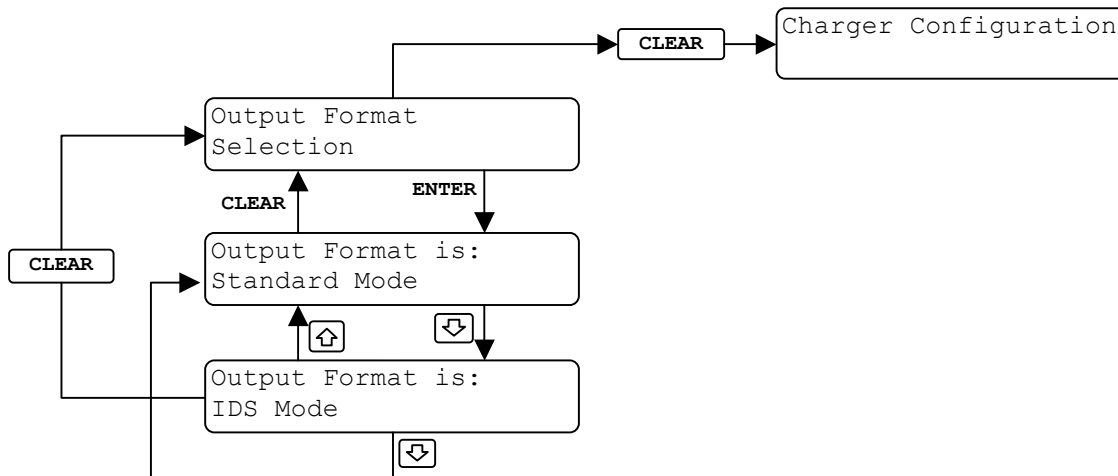 Charger Configuration
CLEAR
Output Format
Selection
CLEAR
ENTER
CLEAR
Output Format is:
Standard Mode
Output Format is:
IDS Mode